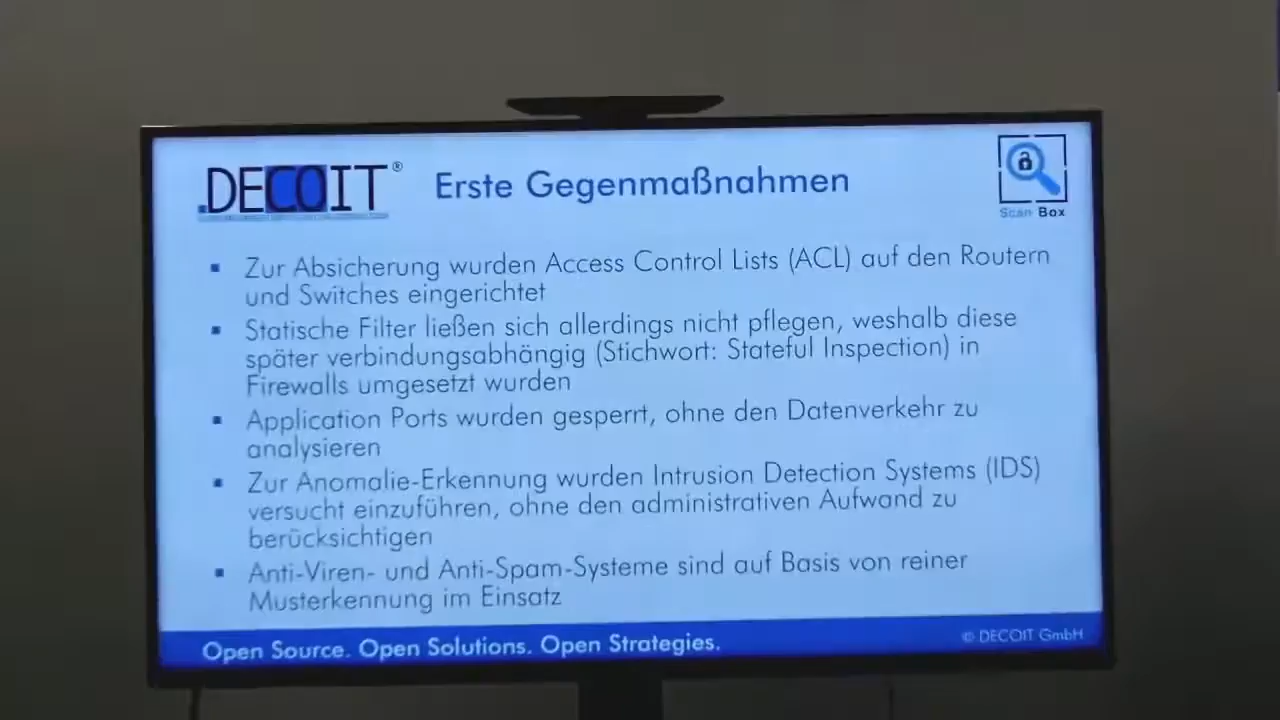 DECOIT®
Erste Gegenmaßnahmen
Scan Box
Zur Absicherung wurden Access Control Lists (ACL) auf den Routern
und Switches eingerichtet
Statische Filter ließen sich allerdings nicht pflegen, weshalb diese
später verbindungsabhängig (Stichwort: Stateful Inspection) in
Firewalls umgesetzt wurden
Application Ports wurden gesperrt, ohne den Datenverkehr zu
analysieren
Zur Anomalie-Erkennung wurden Intrusion Detection Systems (IDS)
versucht einzuführen, ohne den administrativen Aufwand zu
berücksichtigen
Anti-Viren- und Anti-Spam-Systeme sind auf Basis von reiner
Musterkennung im Einsatz
Open Source. Open Solutions. Open Strategies.
© DECOIT GmbH